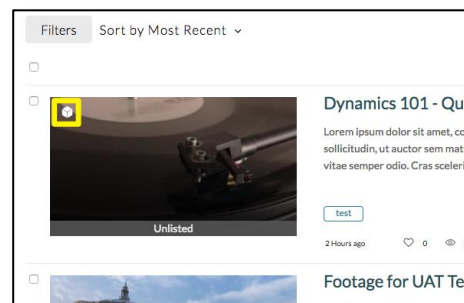 Filters Sort by Most Recent
Dynamics 101 - Qu
Lorem ipsum dolor sit amet, co
sollicitudin, ut auctor sem mat
vitae semper odio. Cras sceleri
test
Unlisted
2 Hours ago 0
Footage for UAT Te